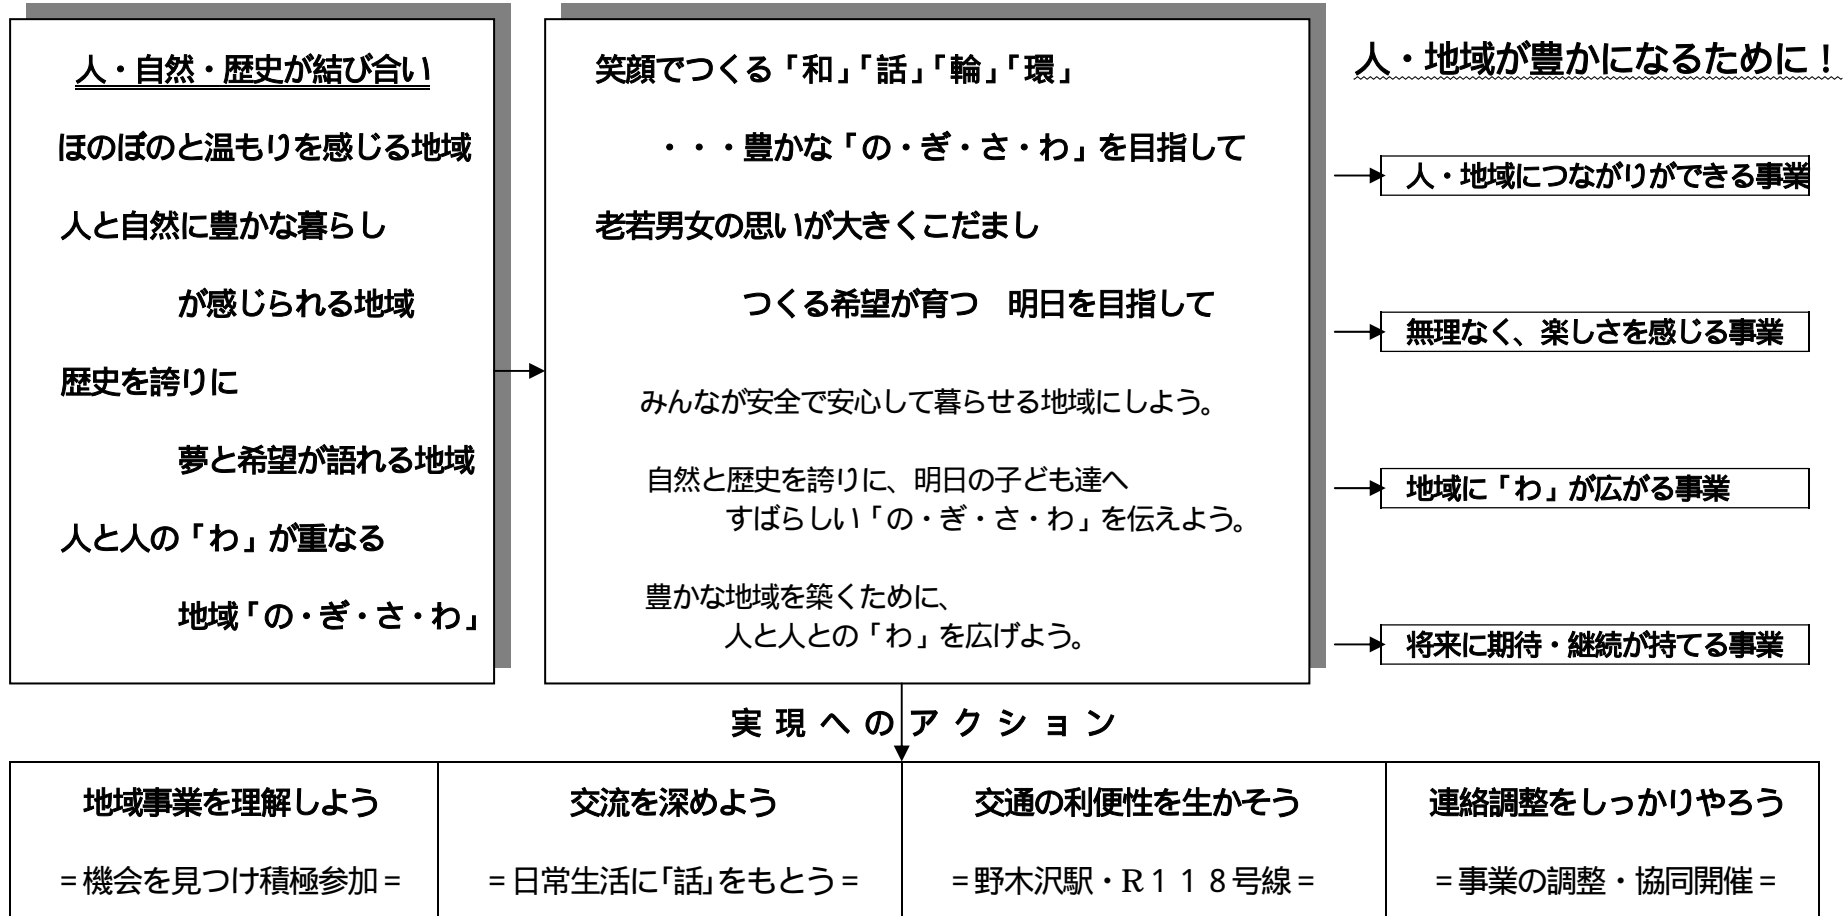 人・自然・歴史が結び合い
ほのぼのと温もりを感じる地域
人と自然に豊かな暮らし
が感じられる地域
歴史を誇りに
夢と希望が語れる地域
人と人の「わ」が重なる
地域「の・ぎ・さ・わ」
笑顔でつくる「和」「話」「輪」「環」
・・・豊かな「の・ぎ・さ・わ」を目指して
老若男女の思いが大きくこだまし
つくる希望が育つ　明日を目指して
みんなが安全で安心して暮らせる地域にしよう。
自然と歴史を誇りに、明日の子ども達へ
すばらしい「の・ぎ・さ・わ」を伝えよう。
豊かな地域を築くために、
人と人との「わ」を広げよう。
人・地域が豊かになるために！
人・地域につながりができる事業
無理なく、楽しさを感じる事業
地域に「わ」が広がる事業
将来に期待・継続が持てる事業
実現へのアクション
地域事業を理解しよう
=機会を見つけ積極参加=
交流を深めよう
=日常生活に「話」をもとう=
交通の利便性を生かそう
=野木沢駅・R１１８号線=
連絡調整をしっかりやろう
=事業の調整・協同開催=